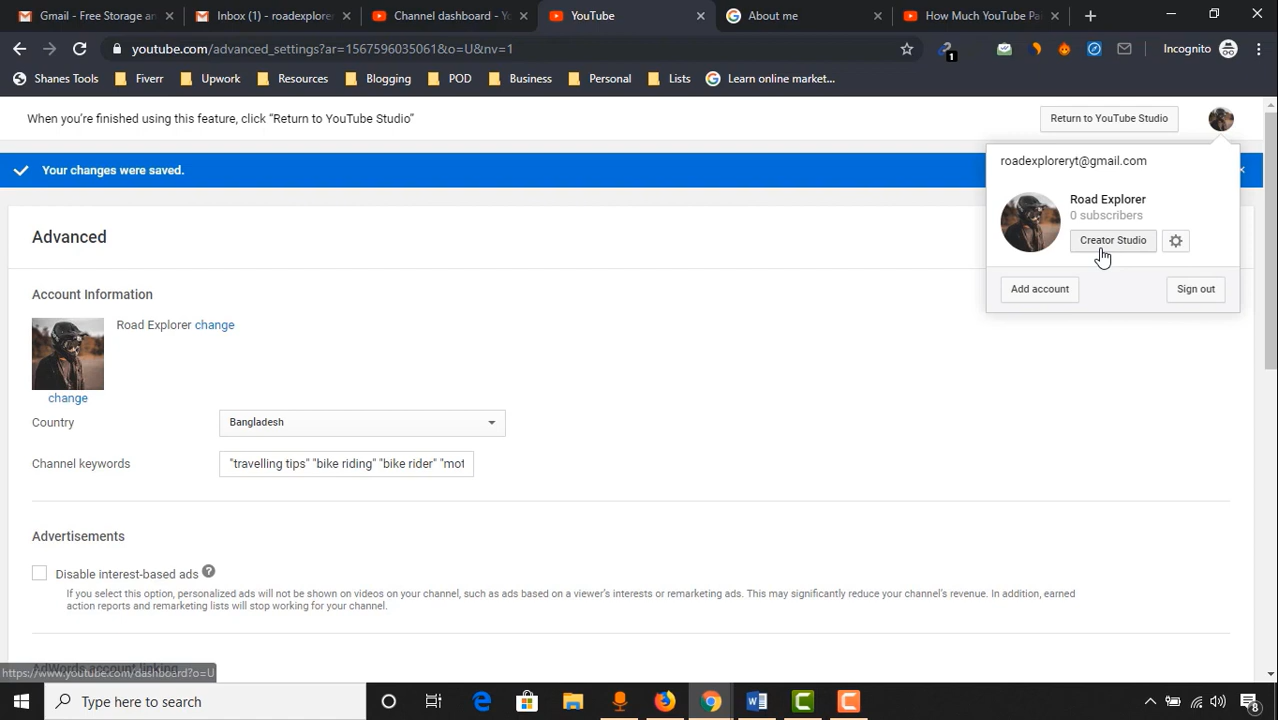 Gmail - Free Storage an
Inbox (1) - roadexplorer
Channel dashboard - Yo
YouTube
About me
How Much YouTube Pa
youtube.com/advanced_settings?ar=1567596035061&o=U&nv=1
1
Incognito
Shanes Tools
Fiverr
Upwork
Resources
Blogging
POD
Business
Personal
Lists
Learn online market...
When you're finished using this feature, click "Return to YouTube Studio"
Return to YouTube Studio
Your changes were saved.
roadexploreryt@gmail.com
Road Explorer
0 subscribers
Creator Studio
Add account
Sign out
Advanced
Account Information
Road Explorer change
change
Country
Bangladesh
Channel keywords
"travelling tips" "bike riding" "bike rider" "mot
Advertisements
Disable interest-based ads ?
If you select this option, personalized ads will not be shown on videos on your channel, such as ads based on a viewer's interests or remarketing ads. This may significantly reduce your channel's revenue. In addition, earned
action reports and remarketing lists will stop working for your channel.
AdWords account linking
https://www.youtube.com/dashboard?o=U
Type here to search
8